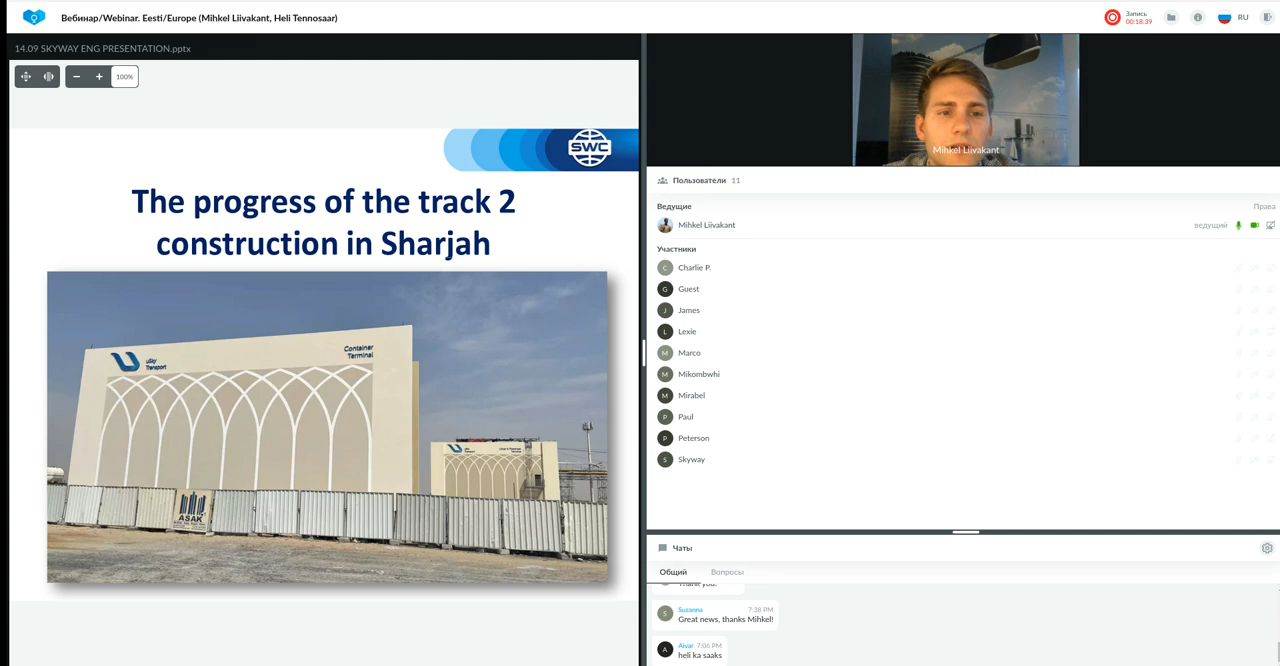 Вебинар/Webinar. Eesti/Europe (Mihkel Liivakant, Heli Tennosaar)
Запись
00:18:39
RU
14.09 SKYWAY ENG PRESENTATION.pptx
100%
SWC
The progress of the track 2
construction in Sharjah
uSky
Transport
Container
Terminal
ASAK
Mihkel Liivakant
Пользователи 11
Ведущие
Права
Mihkel Liivakant
ведущий
Участники
C Charlie P.
G Guest
J James
L Lexie
M Marco
M Mikombwhi
M Mirabel
P Paul
P Peterson
S Skyway
Чаты
Общий
Вопросы
Thank you!
S
Suzanna 7:38 PM
Great news, thanks Mihkel!
A
Aivar 7:06 PM
heli ka saaks